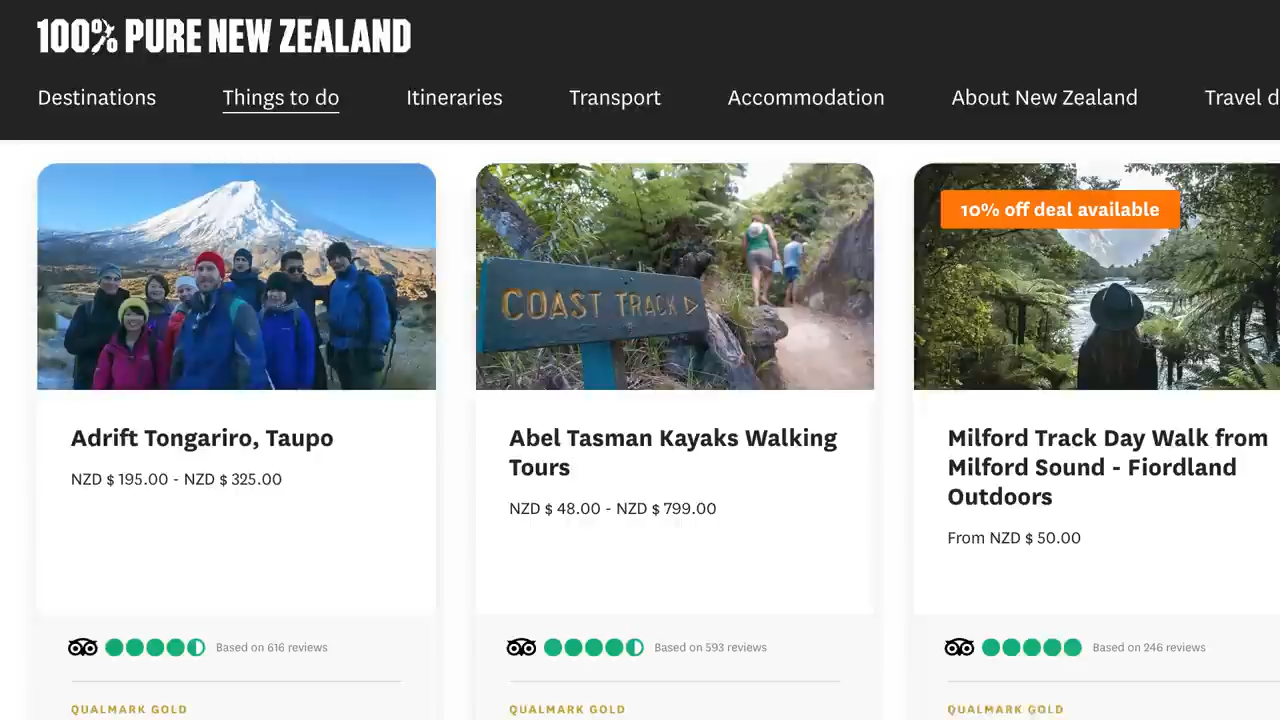 100% PURE NEW ZEALAND
Destinations
Things to do
Itineraries
Transport
Accommodation
About New Zealand
Travel d
COAST TRACK
Adrift Tongariro, Taupo
NZD $ 195.00 - NZD $ 325.00
Based on 616 reviews
QUALMARK GOLD
Abel Tasman Kayaks Walking
Tours
NZD $ 48.00 - NZD $ 799.00
Based on 593 reviews
QUALMARK GOLD
10% off deal available
Milford Track Day Walk from
Milford Sound - Fiordland
Outdoors
From NZD $ 50.00
Based on 246 reviews
QUALMARK GOLD